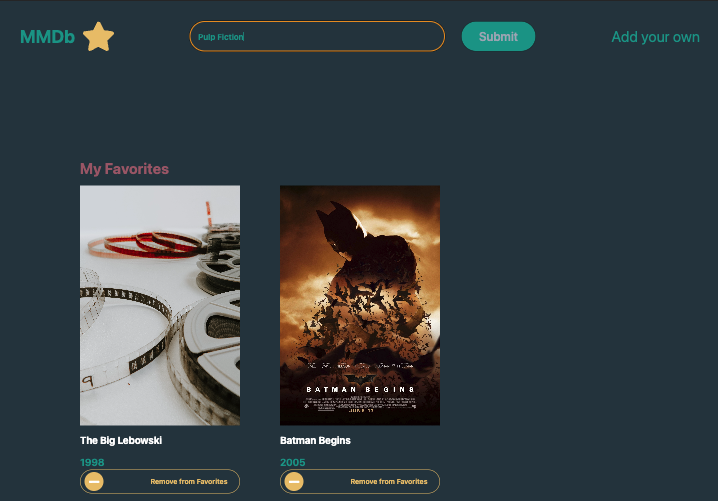 MMDb
Pulp Fiction
Submit
Add your own
My Favorites
BATMAN BEGINS
The Big Lebowski
Batman Begins
1998
2005
Remove from Favorites
Remove from Favorites